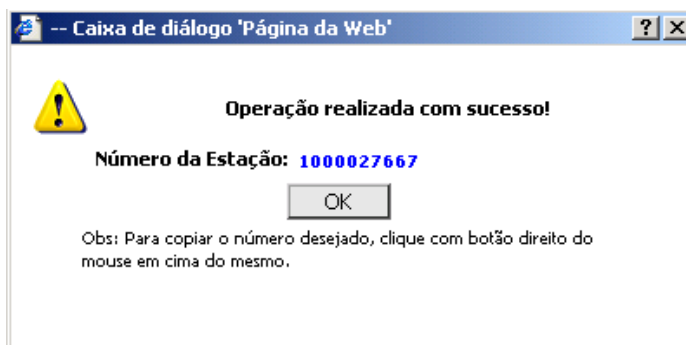 -- Caixa de diálogo 'Página da Web'
Operação realizada com sucesso!
Número da Estação: 1000027667
OK
Obs: Para copiar o número desejado, clique com botão direito do
mouse em cima do mesmo.